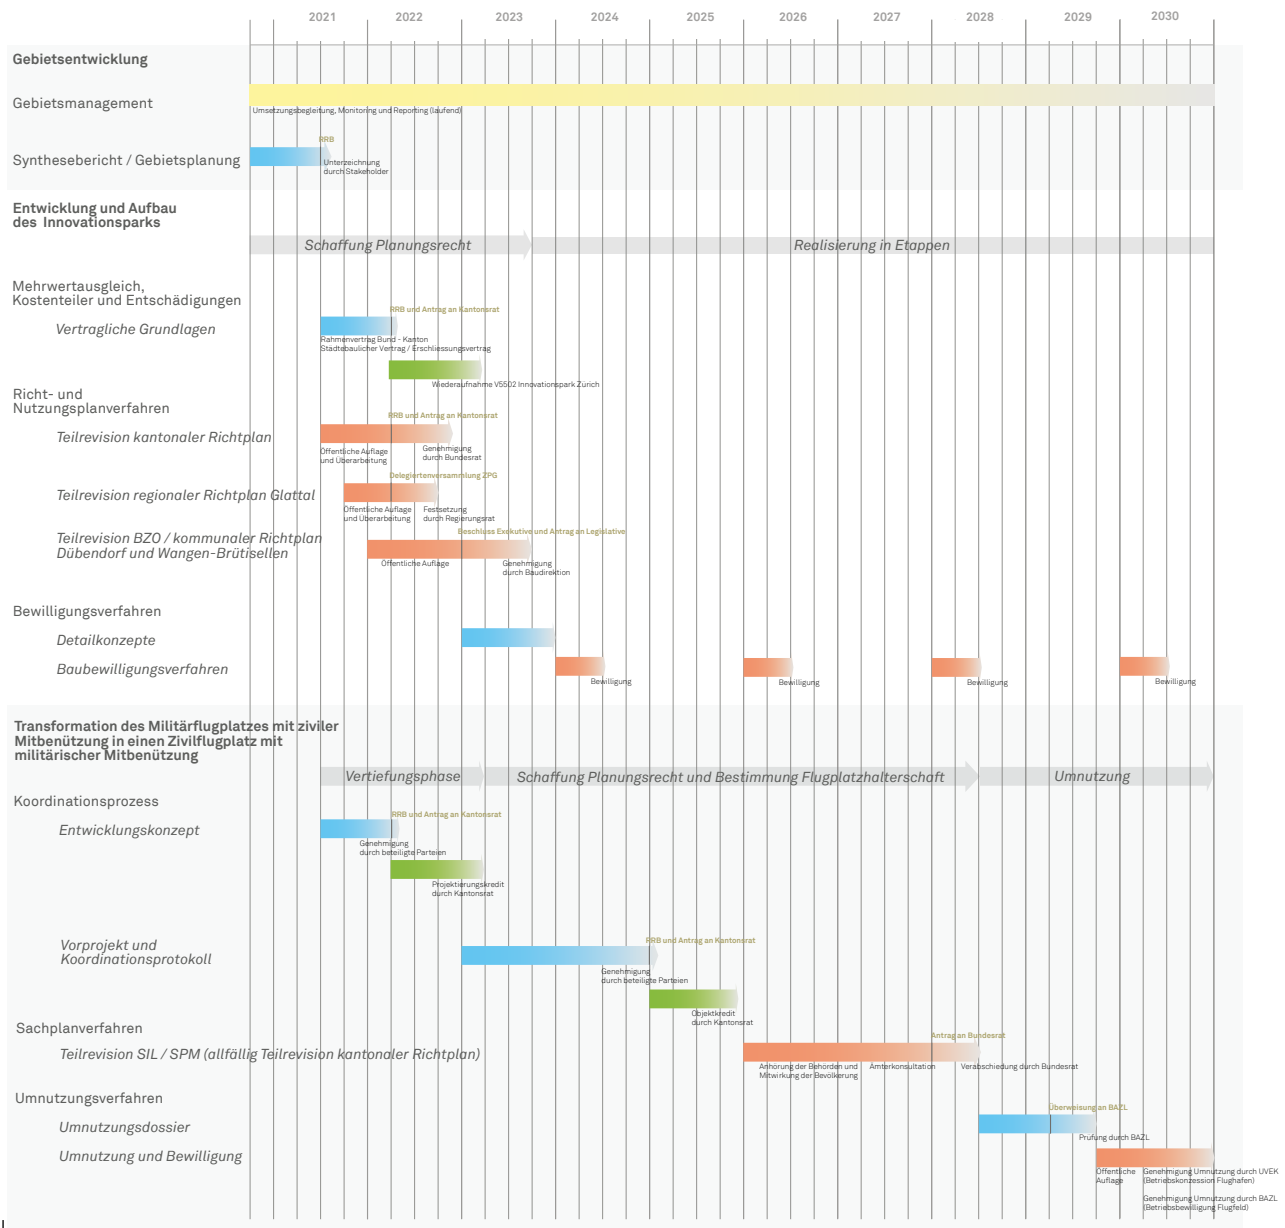 2021 2022 2023 2024 2025 2026 2027 2028 2029 2030
Gebietsentwicklung
Gebietsmanagement
Umsetzungsbegleitung, Monitoring und Reporting (laufend)
RRB
Synthesebericht / Gebietsplanung
Unterzeichnung
durch Stakeholder
Entwicklung und Aufbau
des Innovationsparks
Schaffung Planungsrecht
Realisierung in Etappen
Mehrwertausgleich,
Kostenteiler und Entschädigungen
RRB und Antrag an Kantonsrat
Vertragliche Grundlagen
Rahmenvertrag Bund - Kanton
Städtebaulicher Vertrag / Erschliessungsvertrag
Wiederaufnahme V5502 Innovationspark Zürich
Richt- und
Nutzungsplanverfahren
RRB und Antrag an Kantonsrat
Teilrevision kantonaler Richtplan
Öffentliche Auflage
und Überarbeitung
Genehmigung
durch Bundesrat
Delegiertenversammlung ZPG
Teilrevision regionaler Richtplan Glattal
Öffentliche Auflage
und Überarbeitung
Festsetzung
durch Regierungsrat
Beschluss Exekutive und Antrag an Legislative
Teilrevision BZO / kommunaler Richtplan
Dübendorf und Wangen-Brütisellen
Öffentliche Auflage
Genehmigung
durch Baudirektion
Bewilligungsverfahren
Detailkonzepte
Baubewilligungsverfahren
Bewilligung
Bewilligung
Bewilligung
Bewilligung
Transformation des Militärflugplatzes mit ziviler
Mitbenützung in einen Zivilflugplatz mit
militärischer Mitbenützung
Vertiefungsphase
Schaffung Planungsrecht und Bestimmung Flugplatzhalterschaft
Umnutzung
Koordinationsprozess
RRB und Antrag an Kantonsrat
Entwicklungskonzept
Genehmigung
durch beteiligte Parteien
Projektierungskredit
durch Kantonsrat
Vorprojekt und
Koordinationsprotokoll
RRB und Antrag an Kantonsrat
Genehmigung
durch beteiligte Parteien
Objektkredit
durch Kantonsrat
Sachplanverfahren
Antrag an Bundesrat
Teilrevision SIL / SPM (allfällig Teilrevision kantonaler Richtplan)
Anhörung der Behörden und
Mitwirkung der Bevölkerung
Ämterkonsultation
Verabschiedung durch Bundesrat
Umnutzungsverfahren
Überweisung an BAZL
Umnutzungsdossier
Prüfung durch BAZL
Umnutzung und Bewilligung
Öffentliche
Auflage
Genehmigung Umnutzung durch UVEK
(Betriebskonzession Flughafen)
Genehmigung Umnutzung durch BAZL
(Betriebsbewilligung Flugfeld)